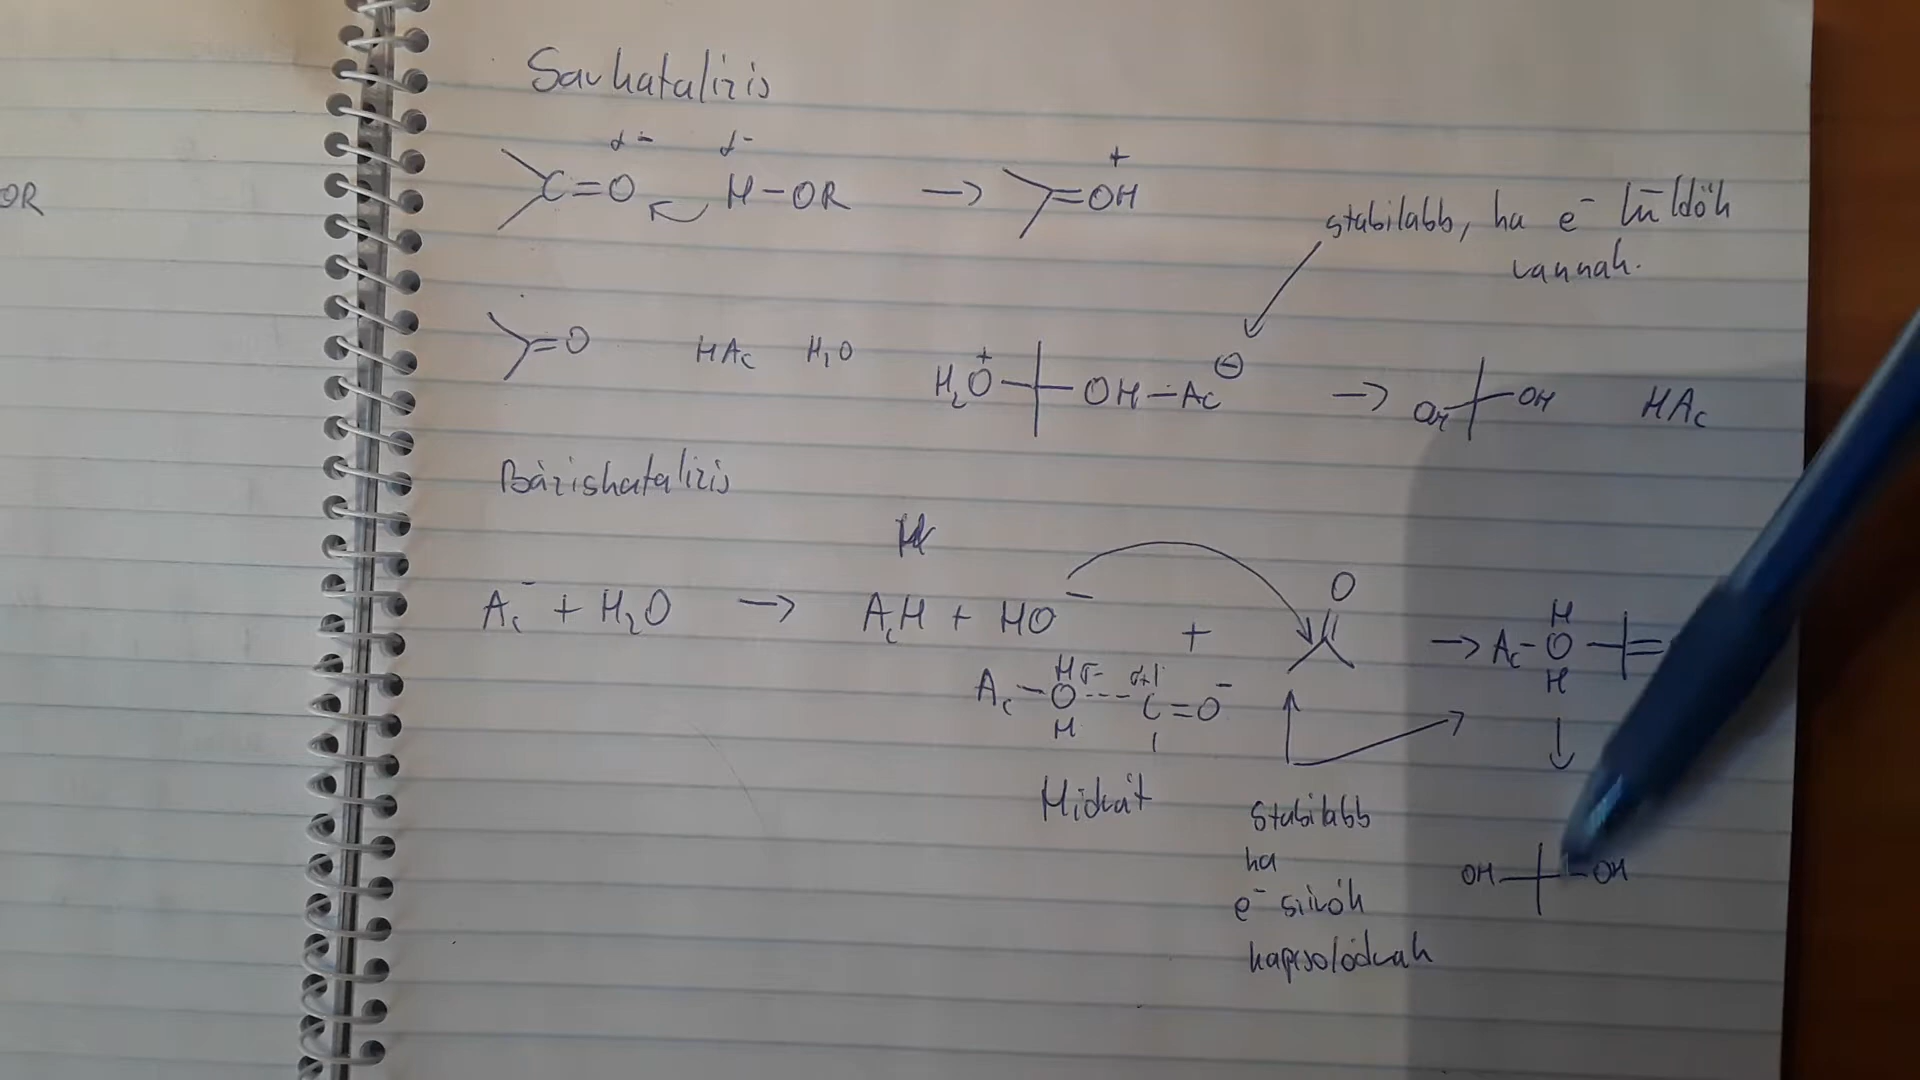 Savkatalízis
δ- δ- +
C=O H-OR → =OH
OR
stabilabb, ha e⁻ küldők
vannak.
=O HAc H₂O H₂O⁺ OH-Ac ⊖ → OH OH HAc
Báziskatalízis
Ac⁻ + H₂O → AcH + HO⁻ + O → Ac-O
H H
Ac-O---C=O⁻
H δ- δ+
H
Hidrát
Stabilabb
ha
e⁻ szívók
kapcsolódnak
OH OH